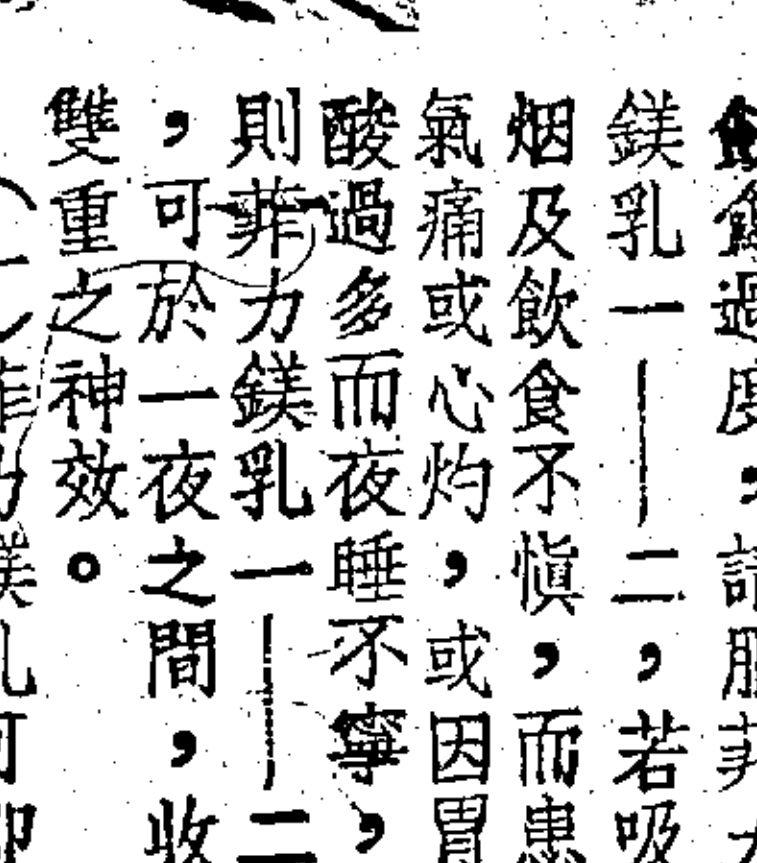 飲過度，請服菲
鎂乳一——二，若吸
烟及飲食不慎，而患
氣痛或心灼，或因胃
酸過多而夜睡不寧，
則菲力鎂乳一——二
，可於一夜之間，收
雙重之神效。